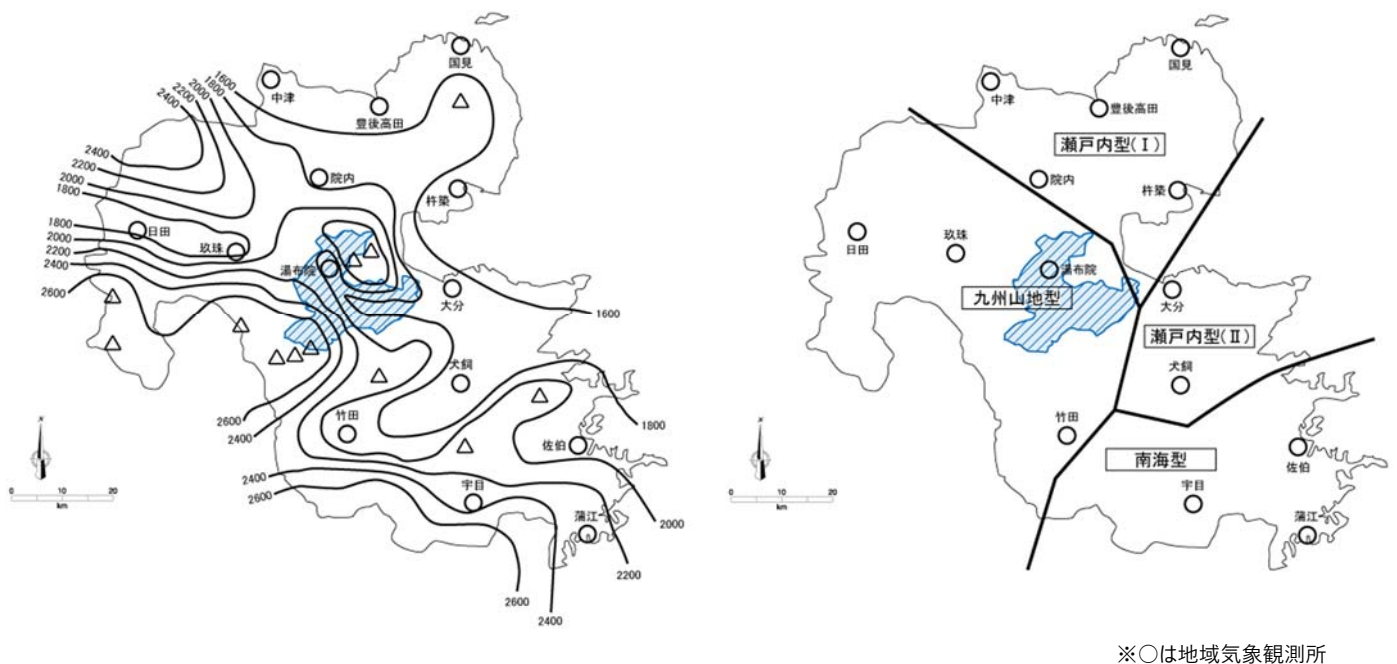 国見
中津
豊後高田
1600
1800
2000
2200
2400
2400
2200
2000
1800
院内
杵築
日田
玖珠
1800
2000
2200
2400
2600
湯布院
大分
1600
犬飼
竹田
2600
2400
1800
佐伯
2400
2600
宇目
蒲江
2000
2200
2600
2400
0 10 20
km
国見
中津
豊後高田
瀬戸内型(Ⅰ)
院内
杵築
日田
玖珠
湯布院
九州山地型
大分
瀬戸内型(Ⅱ)
犬飼
竹田
南海型
佐伯
宇目
蒲江
0 10 20
km
※○は地域気象観測所